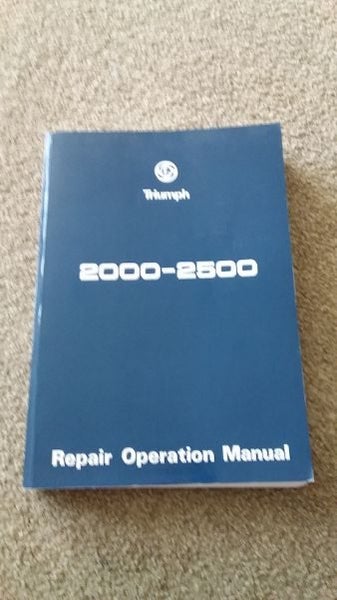 Triumph
2000-2500
Repair Operation Manual